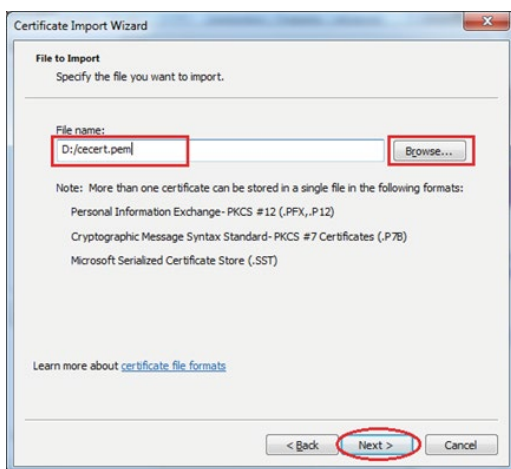 Certificate Import Wizard
File to Import
Specify the file you want to import.
File name:
D:/cecert.pem
Browse...
Note: More than one certificate can be stored in a single file in the following formats:
Personal Information Exchange- PKCS #12 (.PFX,.P12)
Cryptographic Message Syntax Standard- PKCS #7 Certificates (.P7B)
Microsoft Serialized Certificate Store (.SST)
Learn more about certificate file formats
< Back Next > Cancel